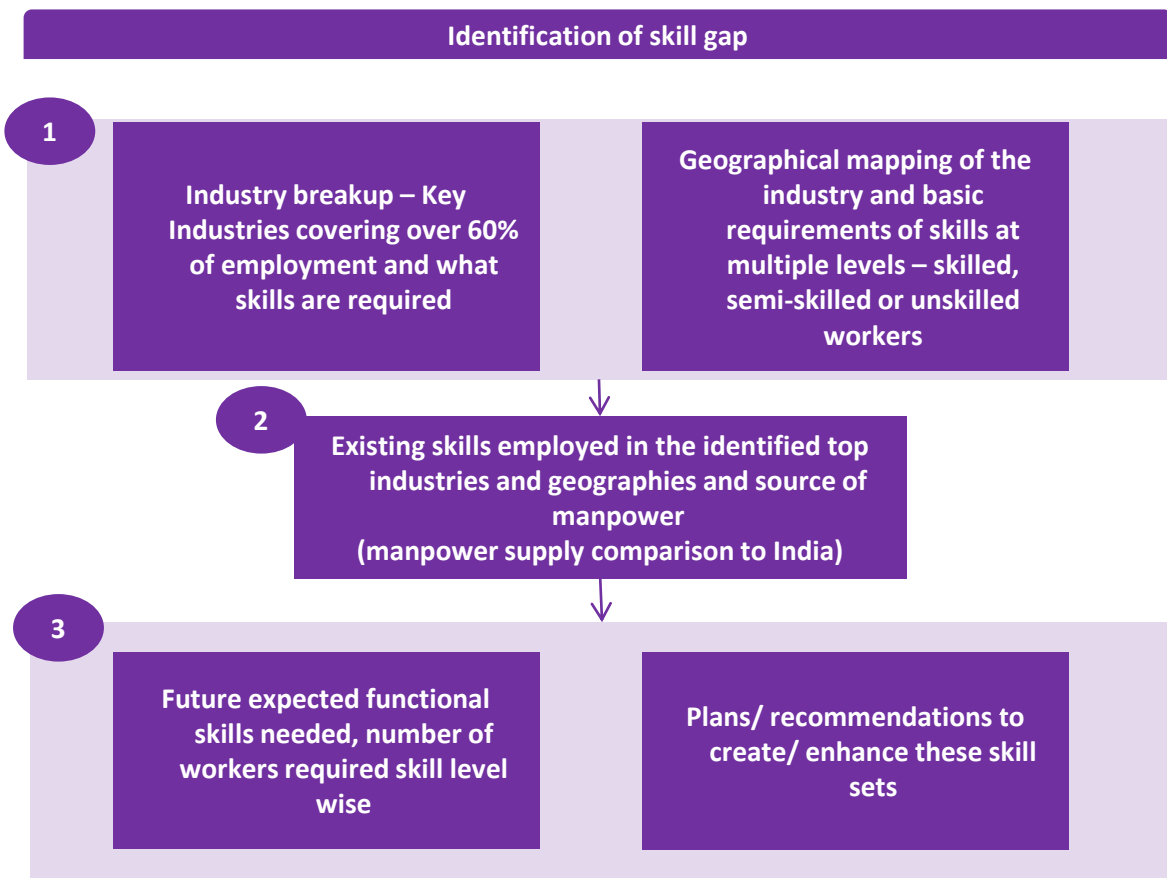 Identification of skill gap
1
Industry breakup – Key
Industries covering over 60%
of employment and what
skills are required
Geographical mapping of the
industry and basic
requirements of skills at
multiple levels – skilled,
semi-skilled or unskilled
workers
2
Existing skills employed in the identified top
industries and geographies and source of
manpower
(manpower supply comparison to India)
3
Future expected functional
skills needed, number of
workers required skill level
wise
Plans/ recommendations to
create/ enhance these skill
sets